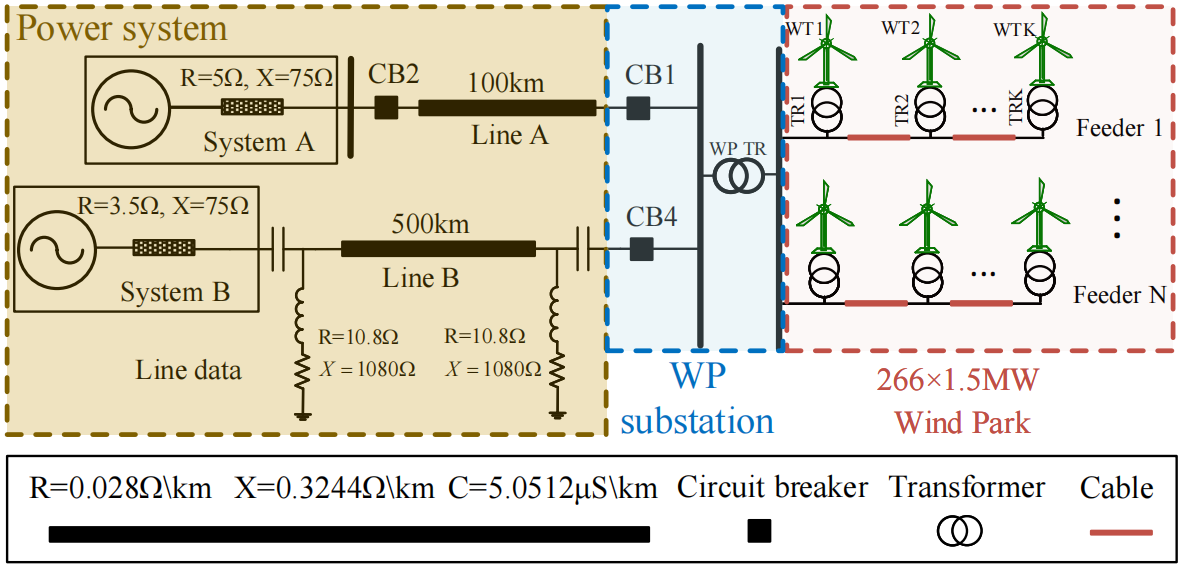 Power system
R=5Ω, X=75Ω
System A
CB2
100km
Line A
R=3.5Ω, X=75Ω
System B
500km
Line B
R=10.8Ω
X=1080Ω
R=10.8Ω
X=1080Ω
Line data
CB1
CB4
WP TR
WP
substation
WT1
WT2
WTK
TR1
TR2
TRK
...
Feeder 1
...
Feeder N
266×1.5MW
Wind Park
R=0.028Ω\km X=0.3244Ω\km C=5.0512μS\km Circuit breaker Transformer Cable